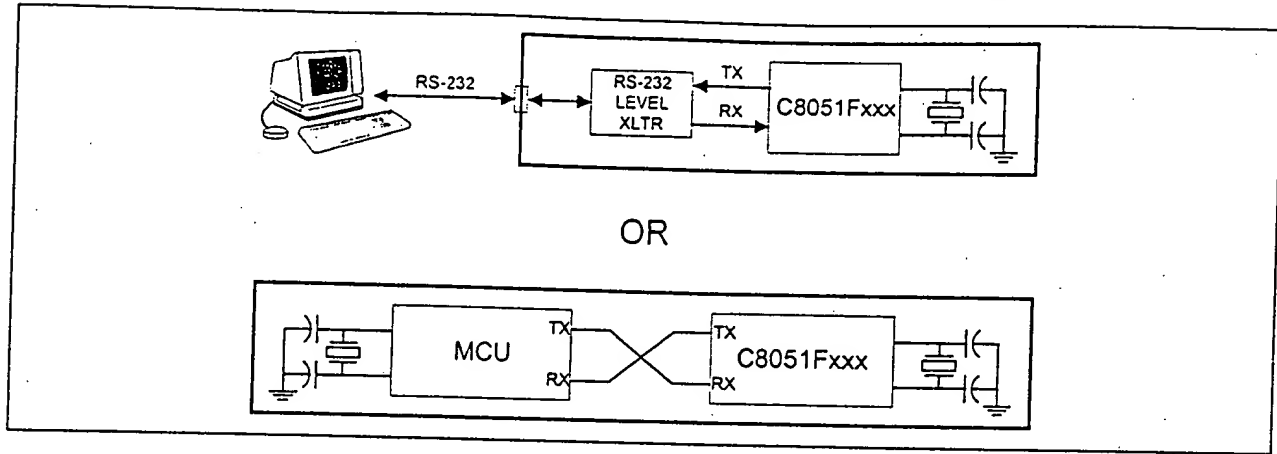 RS-232
RS-232
LEVEL
XLTR
TX
RX
C8051Fxxx
OR
MCU
TX
RX
TX
RX
C8051Fxxx